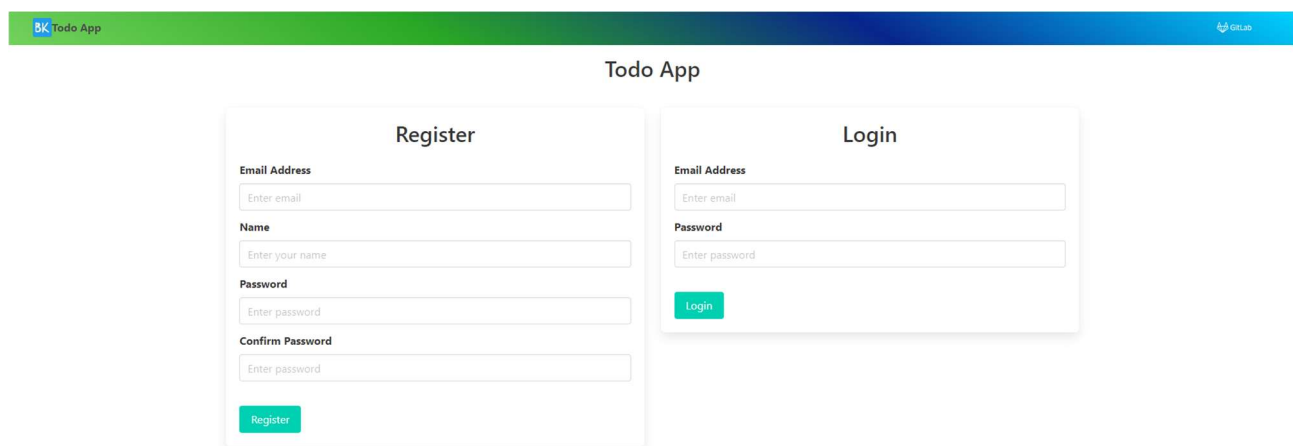 BK Todo App
GitLab
Todo App
Register
Email Address
Enter email
Name
Enter your name
Password
Enter password
Confirm Password
Enter password
Register
Login
Email Address
Enter email
Password
Enter password
Login